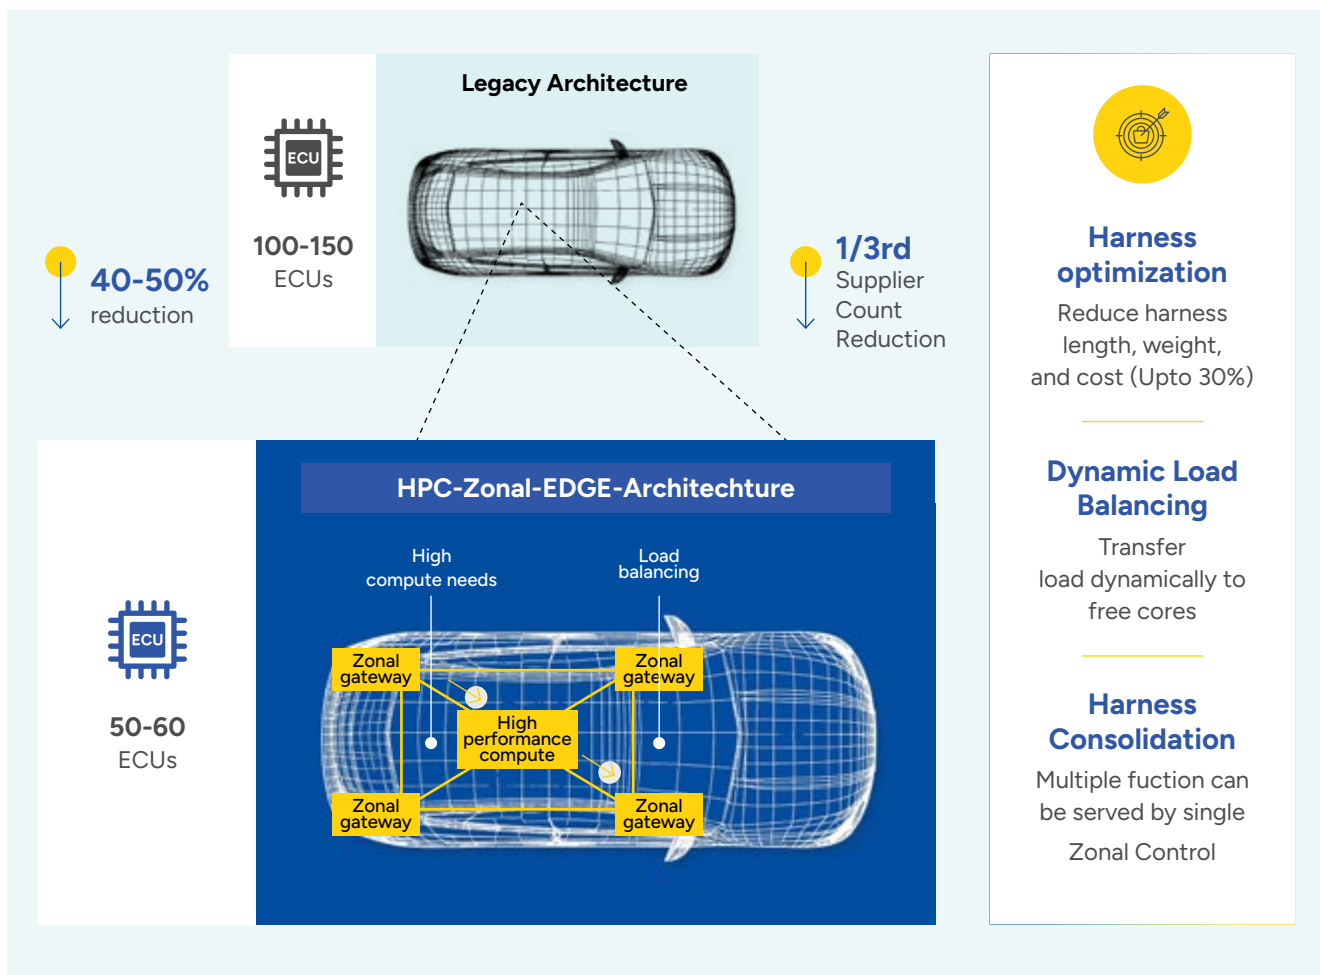 Legacy Architecture
ECU
100-150
ECUs
40-50%
reduction
1/3rd
Supplier
Count
Reduction
HPC-Zonal-EDGE-Architechture
High
compute needs
Load
balancing
ECU
50-60
ECUs
Zonal
gateway
Zonal
gateway
High
performance
compute
Zonal
gateway
Zonal
gateway
Harness
optimization
Reduce harness
length, weight,
and cost (Upto 30%)
Dynamic Load
Balancing
Transfer
load dynamically to
free cores
Harness
Consolidation
Multiple fuction can
be served by single
Zonal Control